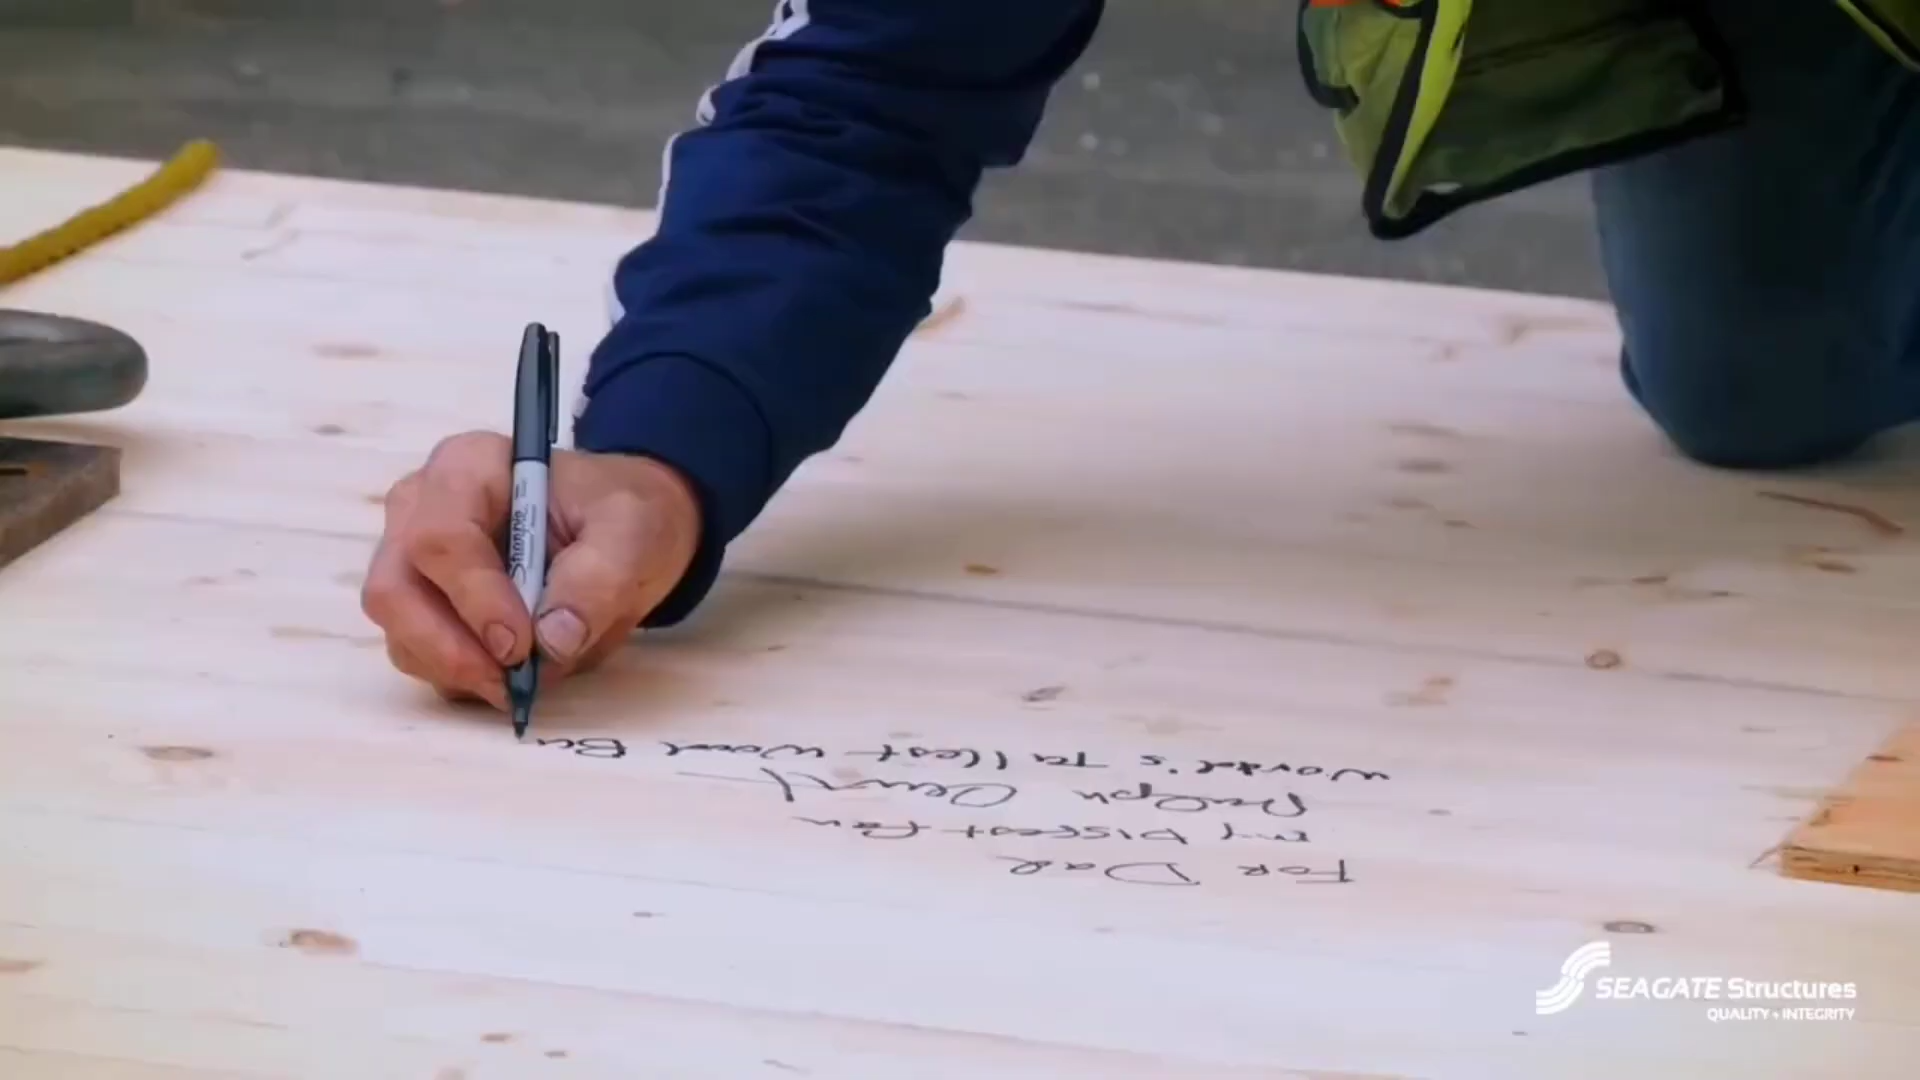 For Dad
my biggest fan
World's Tallest wood Bu
Sharpie
SEAGATE Structures
QUALITY + INTEGRITY